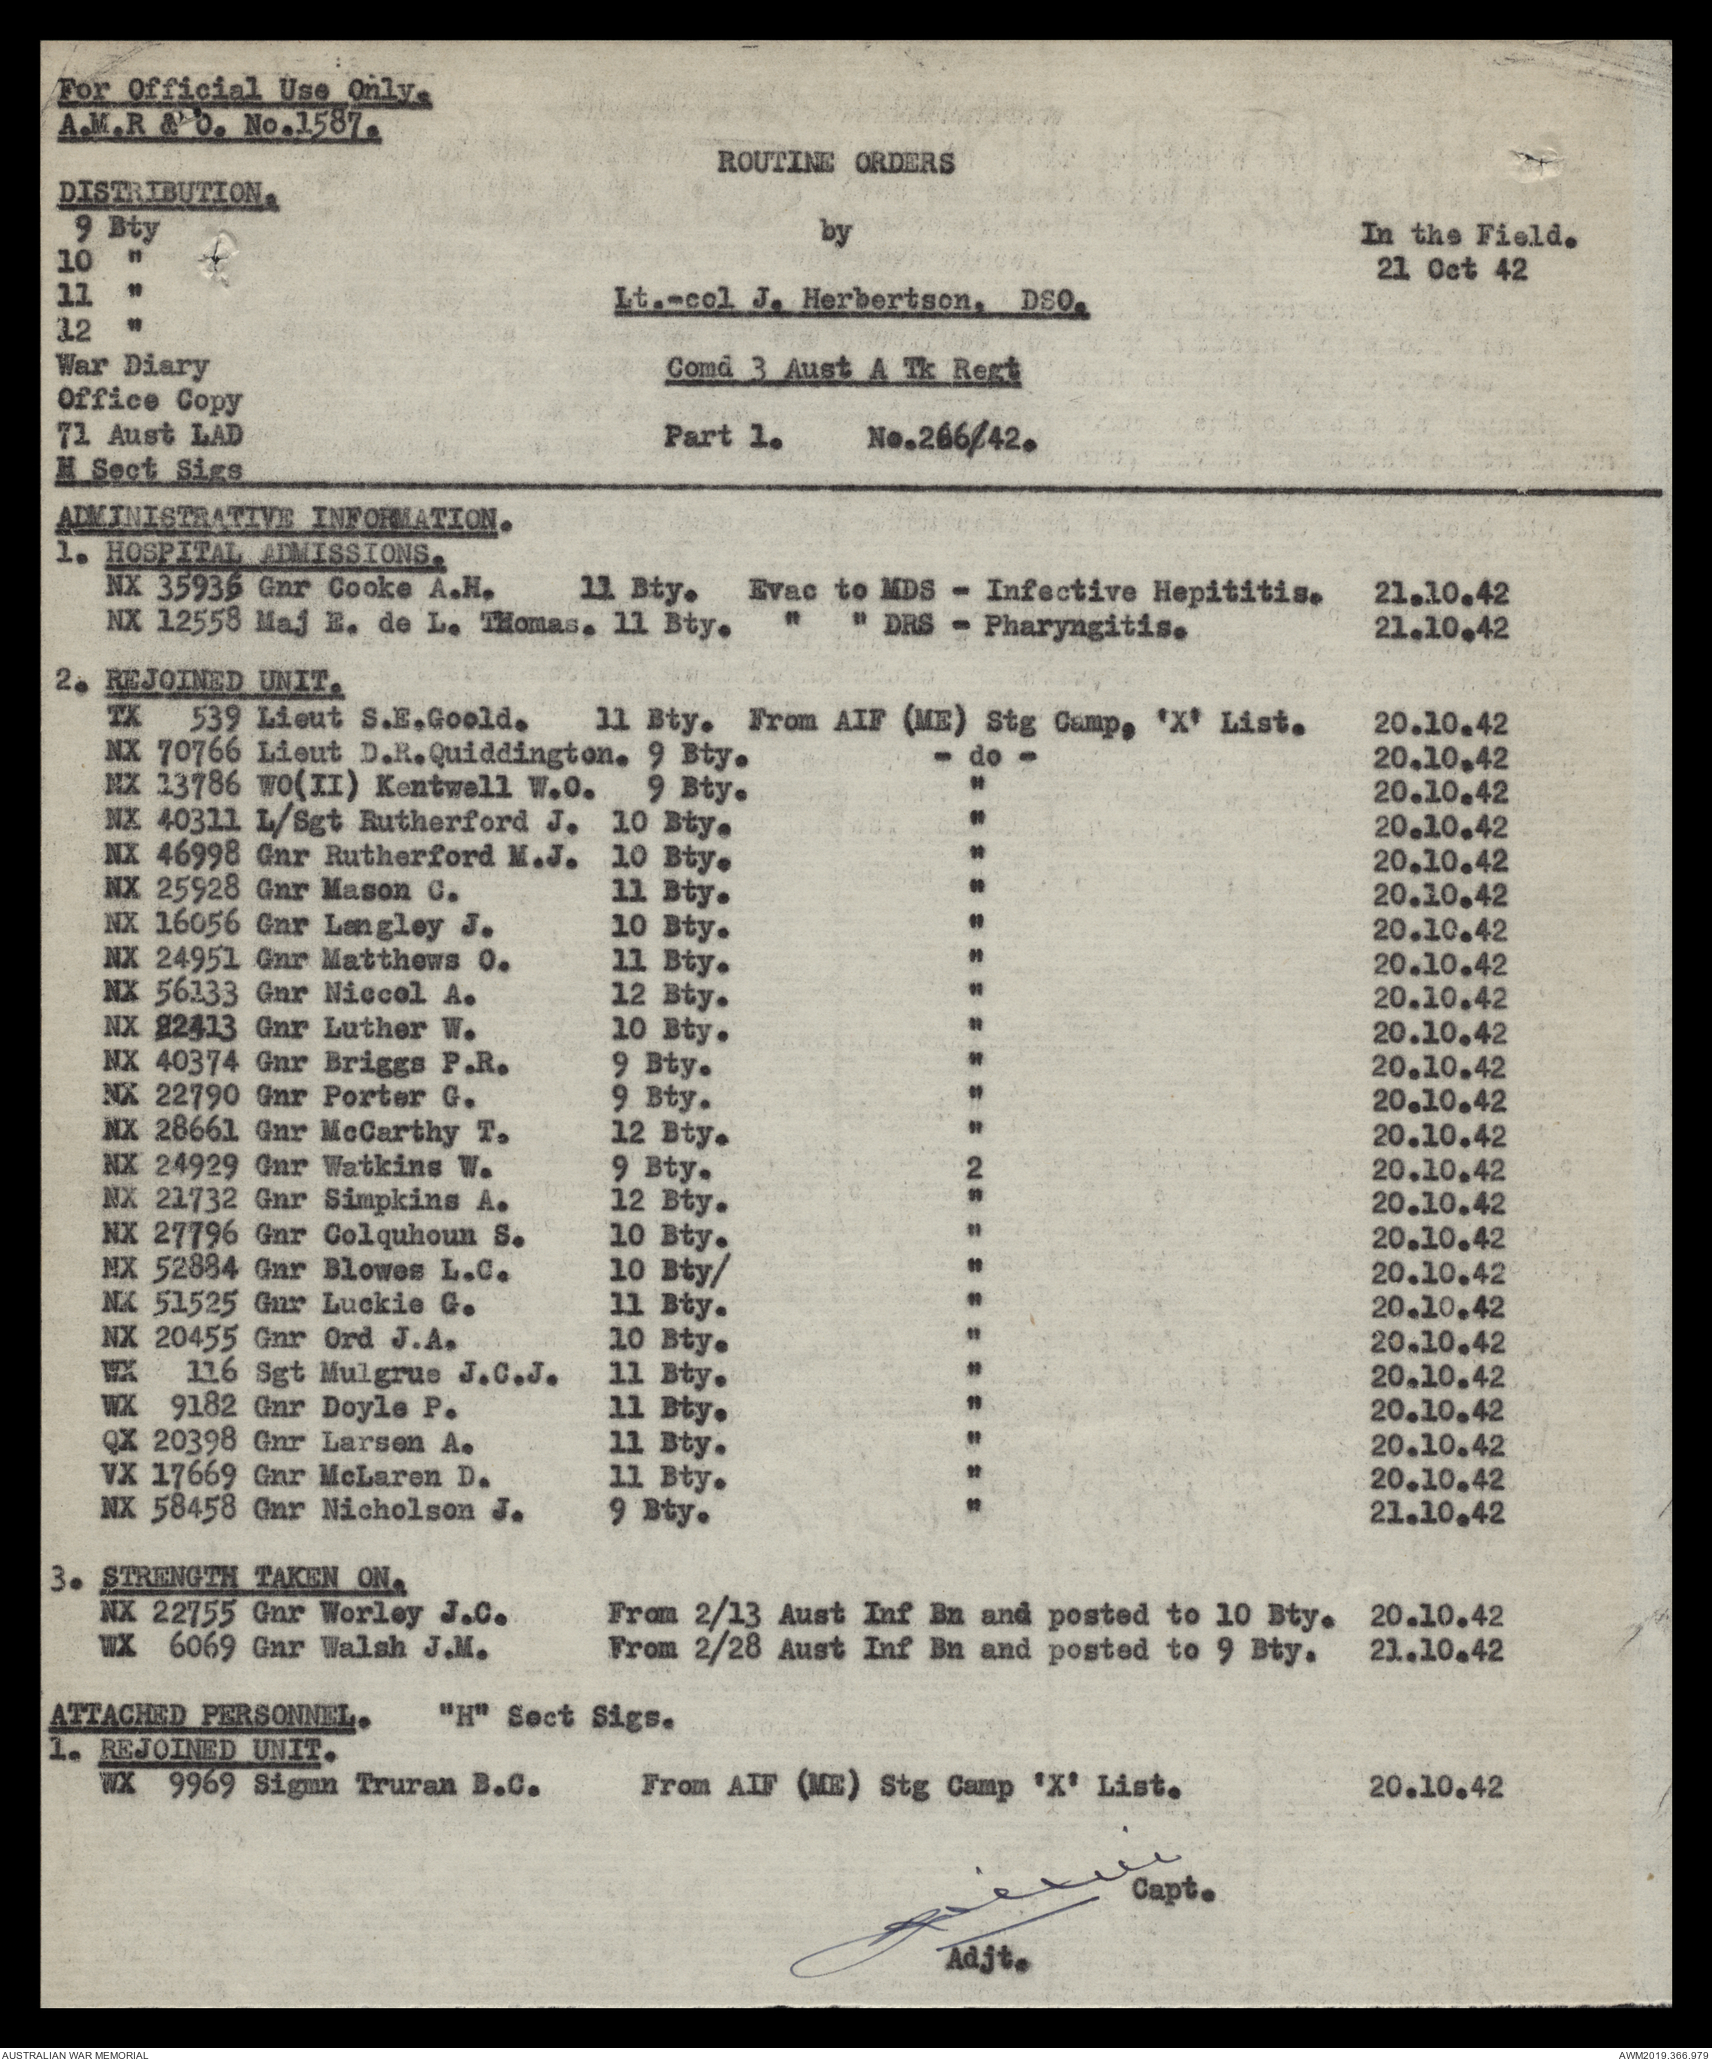 For Official Use Only.
A.M.R & O. No.1587.
ROUTINE ORDERS
DISTRIBUTION.
9 Bty
by
In the Field.
10 "
21 Oct 42
11 "
Lt.-col J. Herbertson. DSO.
12 "
War Diary
Comd 3 Aust A Tk Regt
Office Copy
71 Aust LAD
Part 1. No.266/42.
H Sect Sigs
ADMINISTRATIVE INFORMATION.
1. HOSPITAL ADMISSIONS.
NX 35936 Gnr Cooke A.H. 11 Bty. Evac to MDS - Infective Hepititis. 21.10.42
NX 12558 Maj E. de L. THomas. 11 Bty. " " DRS - Pharyngitis. 21.10.42
2. REJOINED UNIT.
TX 539 Lieut S.E.Goold. 11 Bty. From AIF (ME) Stg Camp, 'X' List. 20.10.42
NX 70766 Lieut D.R.Quiddington. 9 Bty. - do - 20.10.42
NX 13786 WO(II) Kentwell W.O. 9 Bty. " 20.10.42
NX 40311 L/Sgt Rutherford J. 10 Bty. " 20.10.42
NX 46998 Gnr Rutherford M.J. 10 Bty. " 20.10.42
NX 25928 Gnr Mason C. 11 Bty. " 20.10.42
NX 16056 Gnr Langley J. 10 Bty. " 20.10.42
NX 24951 Gnr Matthews O. 11 Bty. " 20.10.42
NX 56133 Gnr Niccol A. 12 Bty. " 20.10.42
NX Gnr Luther W. 10 Bty. " 20.10.42
NX 40374 Gnr Briggs P.R. 9 Bty. " 20.10.42
NX 22790 Gnr Porter G. 9 Bty. " 20.10.42
NX 28661 Gnr McCarthy T. 12 Bty. " 20.10.42
NX 24929 Gnr Watkins W. 9 Bty. 2 20.10.42
NX 21732 Gnr Simpkins A. 12 Bty. " 20.10.42
NX 27796 Gnr Colquhoun S. 10 Bty. " 20.10.42
NX 52884 Gnr Blowes L.C. 10 Bty/ " 20.10.42
NX 51525 Gnr Luckie G. 11 Bty. " 20.10.42
NX 20455 Gnr Ord J.A. 10 Bty. " 20.10.42
WX 116 Sgt Mulgrue J.C.J. 11 Bty. " 20.10.42
WX 9182 Gnr Doyle P. 11 Bty. " 20.10.42
QX 20398 Gnr Larsen A. 11 Bty. " 20.10.42
VX 17669 Gnr McLaren D. 11 Bty. " 20.10.42
NX 58458 Gnr Nicholson J. 9 Bty. " 21.10.42
3. STRENGTH TAKEN ON.
NX 22755 Gnr Worley J.C. From 2/13 Aust Inf Bn and posted to 10 Bty. 20.10.42
WX 6069 Gnr Walsh J.M. From 2/28 Aust Inf Bn and posted to 9 Bty. 21.10.42
ATTACHED PERSONNEL. "H" Sect Sigs.
1. REJOINED UNIT.
WX 9969 Sigmn Truran B.C. From AIF (ME) Stg Camp 'X' List. 20.10.42
Capt.
Adjt.
AUSTRALIAN WAR MEMORIAL
AWM2019.366.979